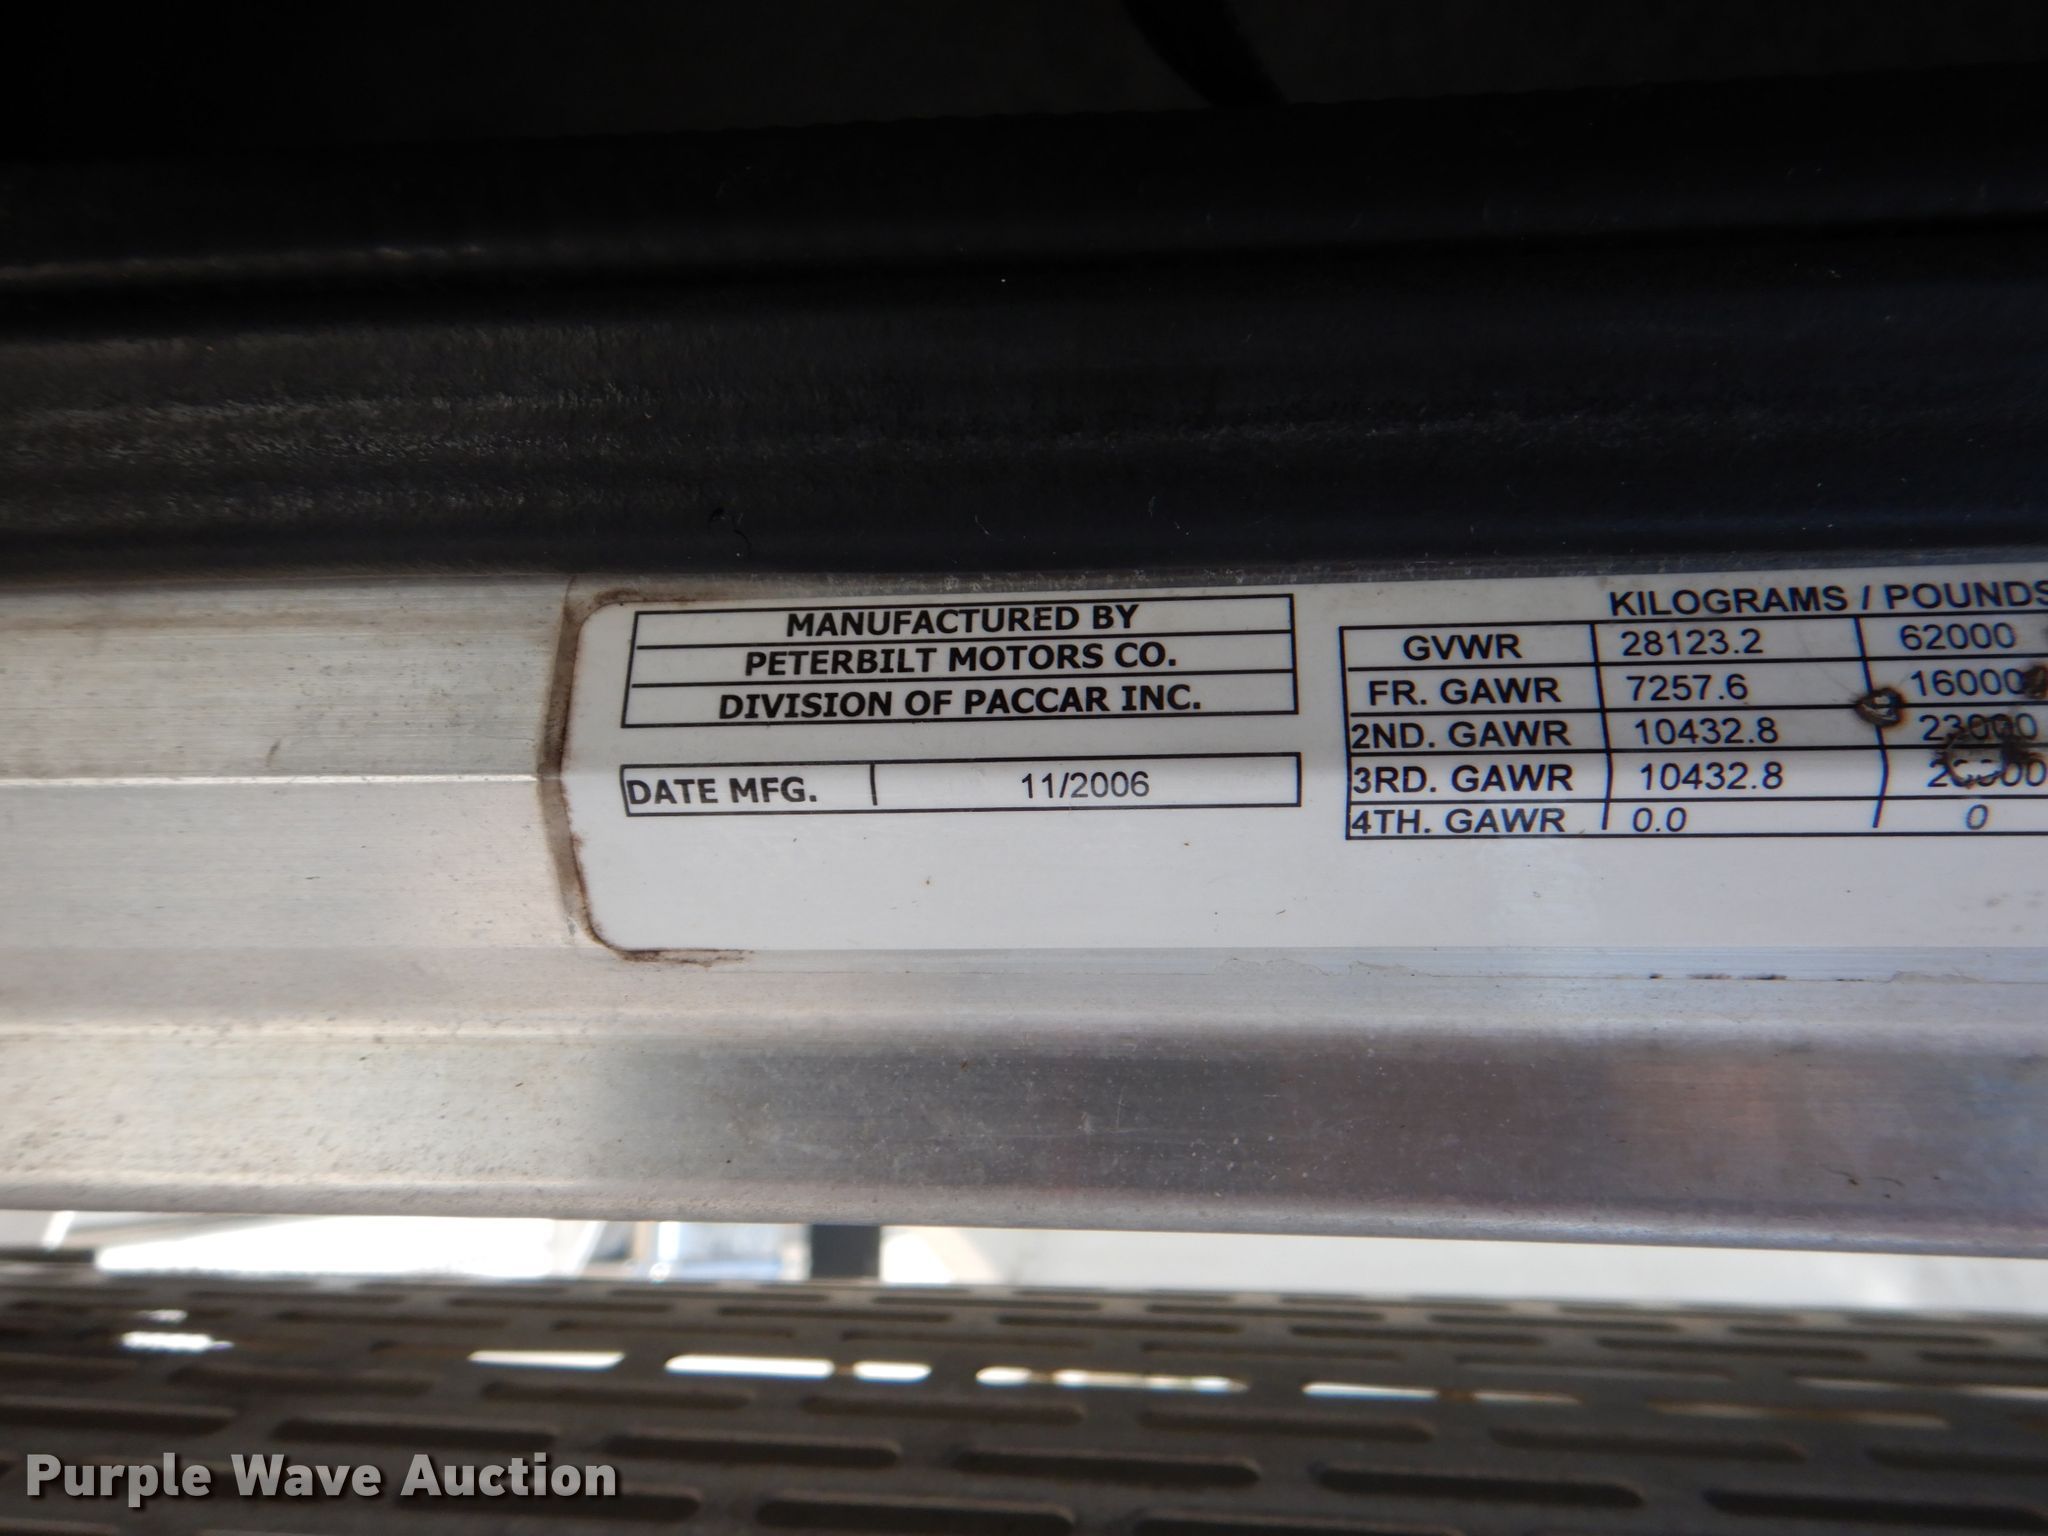 MANUFACTURED BY
PETERBILT MOTORS CO.
DIVISION OF PACCAR INC.
DATE MFG. 11/2006
KILOGRAMS / POUNDS
GVWR 28123.2 62000
FR. GAWR 7257.6 16000
2ND. GAWR 10432.8 23000
3RD. GAWR 10432.8
4TH. GAWR 0.0 0
Purple Wave Auction